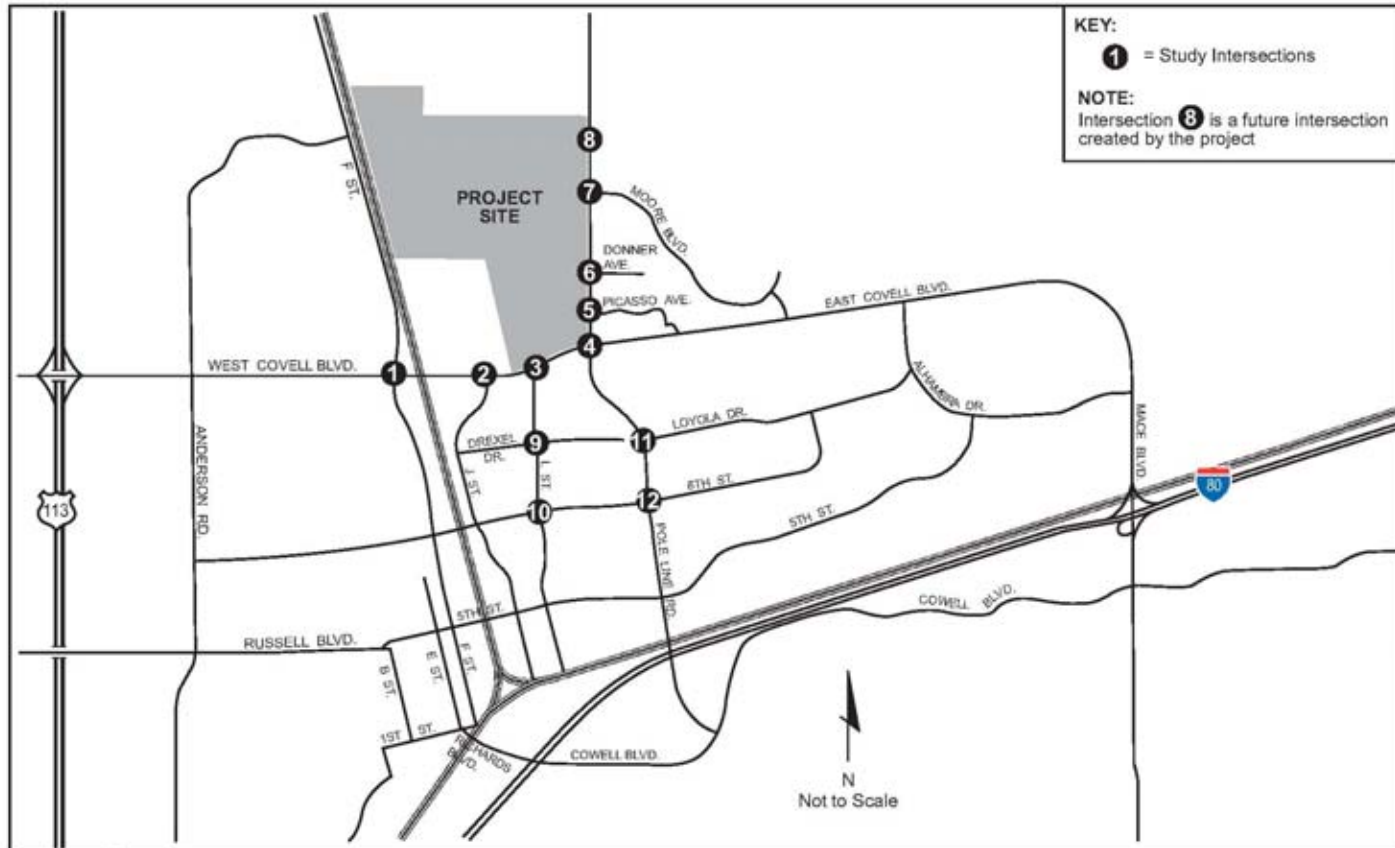 KEY:
1 = Study Intersections
NOTE:
Intersection 8 is a future intersection
created by the project
8
F ST.
PROJECT
SITE
7
MOORE BLVD.
6
DONNER
AVE.
5
PICASSO AVE.
EAST COVELL BLVD.
4
WEST COVELL BLVD.
1
2
3
ALHAMBRA DR.
LOYOLA DR.
MACE BLVD
ANDERSON RD.
DREXEL
DR.
9
11
J ST.
L ST.
8TH ST.
80
113
10
12
5TH ST.
POLE LINE RD.
5TH ST.
COWELL BLVD.
RUSSELL BLVD.
B ST.
E ST.
F ST.
1ST ST.
RICHARDS
BLVD.
COWELL BLVD.
N
Not to Scale